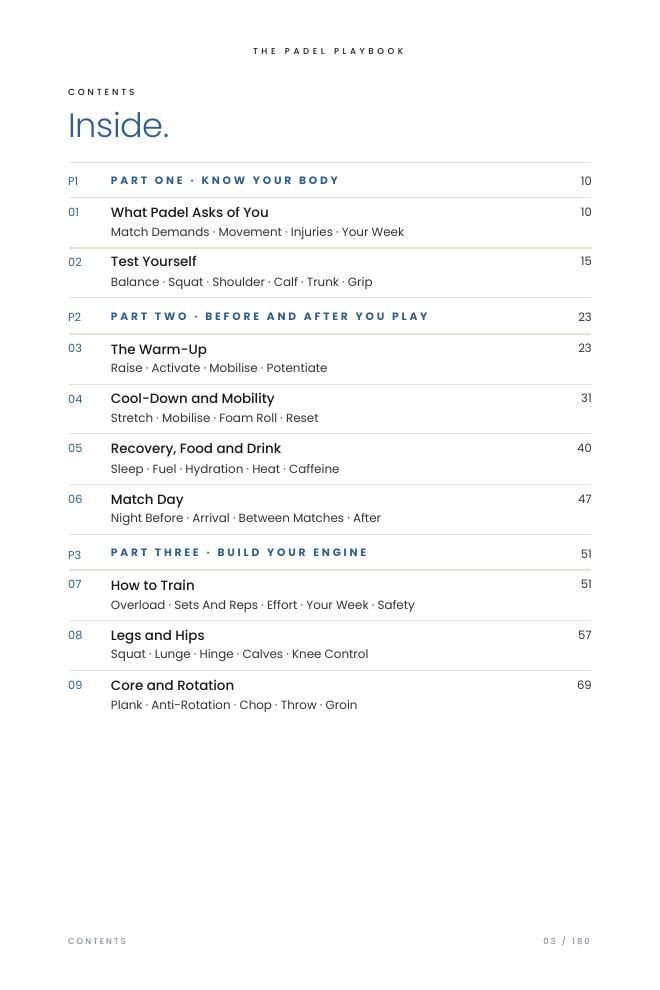 THE PADEL PLAYBOOK
CONTENTS
Inside.
P1 PART ONE · KNOW YOUR BODY 10
01 What Padel Asks of You 10
Match Demands · Movement · Injuries · Your Week
02 Test Yourself 15
Balance · Squat · Shoulder · Calf · Trunk · Grip
P2 PART TWO · BEFORE AND AFTER YOU PLAY 23
03 The Warm-Up 23
Raise · Activate · Mobilise · Potentiate
04 Cool-Down and Mobility 31
Stretch · Mobilise · Foam Roll · Reset
05 Recovery, Food and Drink 40
Sleep · Fuel · Hydration · Heat · Caffeine
06 Match Day 47
Night Before · Arrival · Between Matches · After
P3 PART THREE · BUILD YOUR ENGINE 51
07 How to Train 51
Overload · Sets And Reps · Effort · Your Week · Safety
08 Legs and Hips 57
Squat · Lunge · Hinge · Calves · Knee Control
09 Core and Rotation 69
Plank · Anti-Rotation · Chop · Throw · Groin
CONTENTS 03 / 180